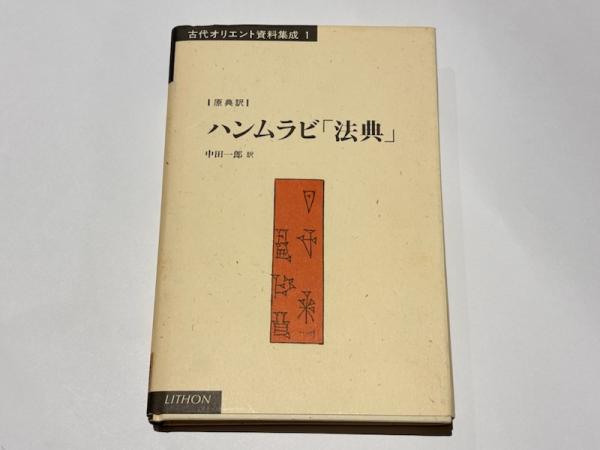 古代オリエント資料集成 1
原典訳
ハンムラビ「法典」
中田一郎 訳
LITHON